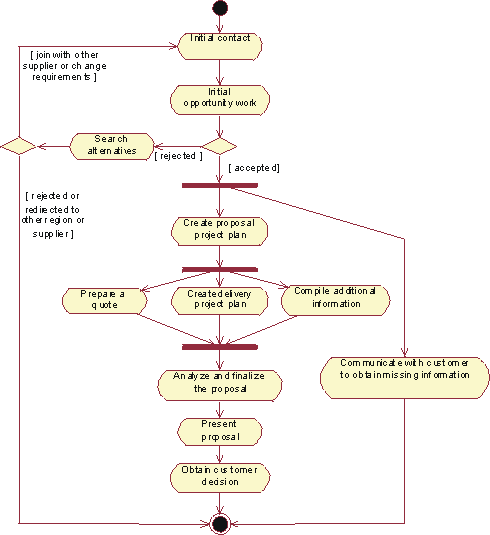 Initial contact
[ join with other
supplier or change
requirements ]
Initial
opportunity work
Search
alternatives
[ rejected ]
[ accepted]
[ rejected or
redirected to
other region or
supplier ]
Create proposal
project plan
Prepare a
quote
Created delivery
project plan
Compile additional
information
Analyze and finalize
the proposal
Communicate with customer
to obtain missing information
Present
proposal
Obtain customer
decision